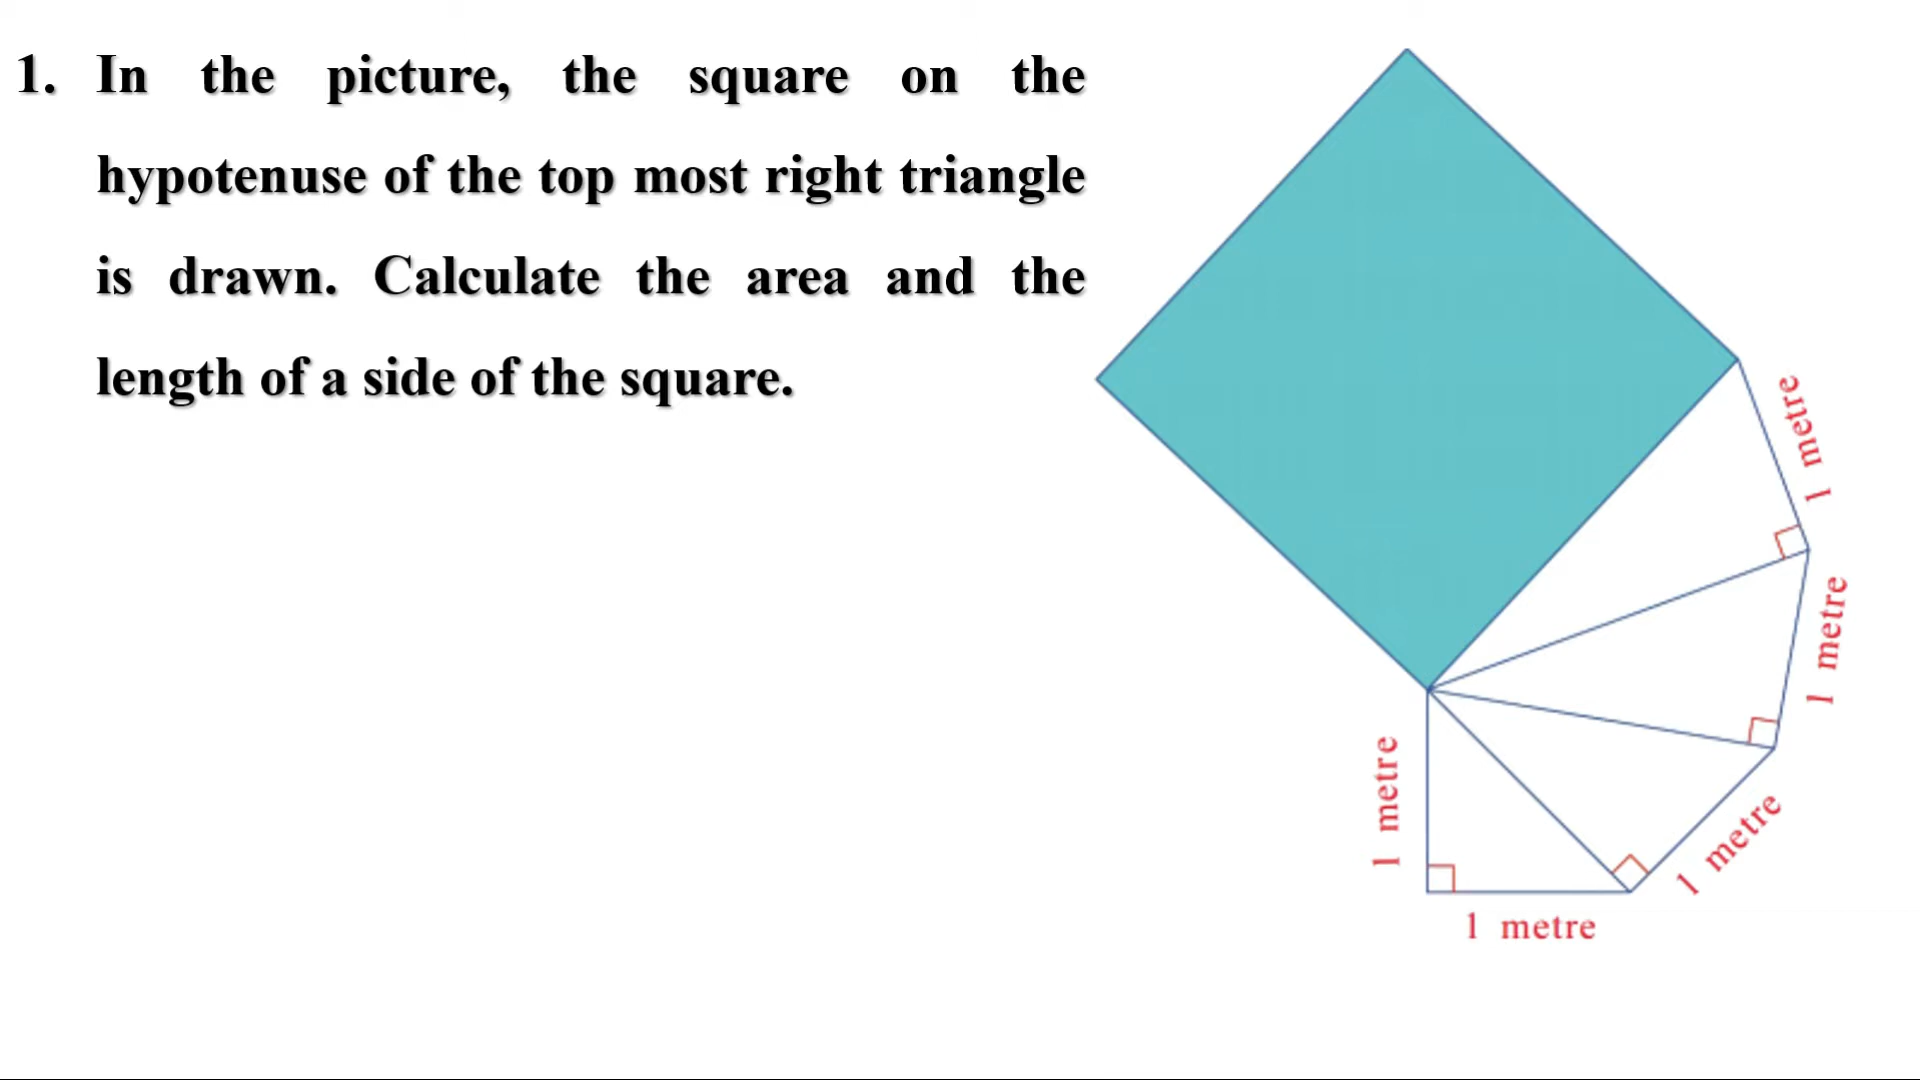 1. In the picture, the square on the
hypotenuse of the top most right triangle
is drawn. Calculate the area and the
length of a side of the square.
1 metre
1 metre
1 metre
1 metre
1 metre